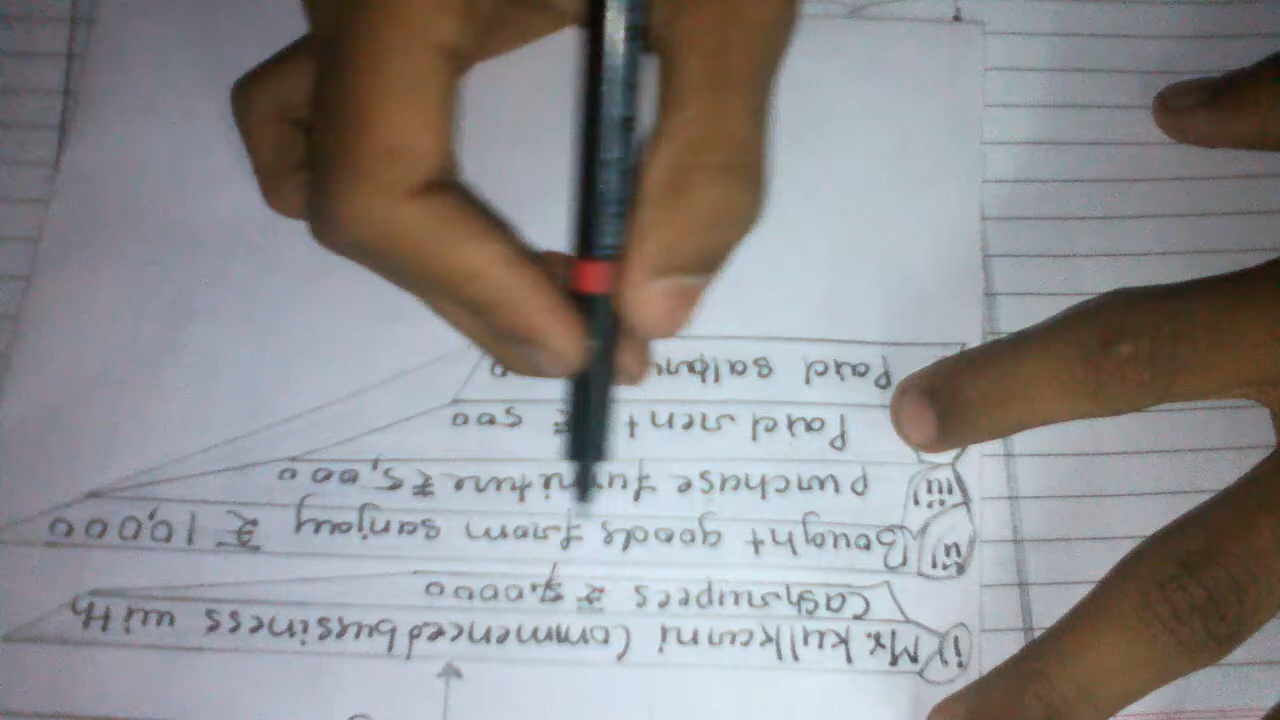 i) Mr. kulkarni Commenced bussiness with
Cash rupees ₹ 9,0000
ii) Bought goods from sanjay ₹ 10,000
iii) purchase furniture ₹ 5,000
Paid rent ₹ 500
Paid salary